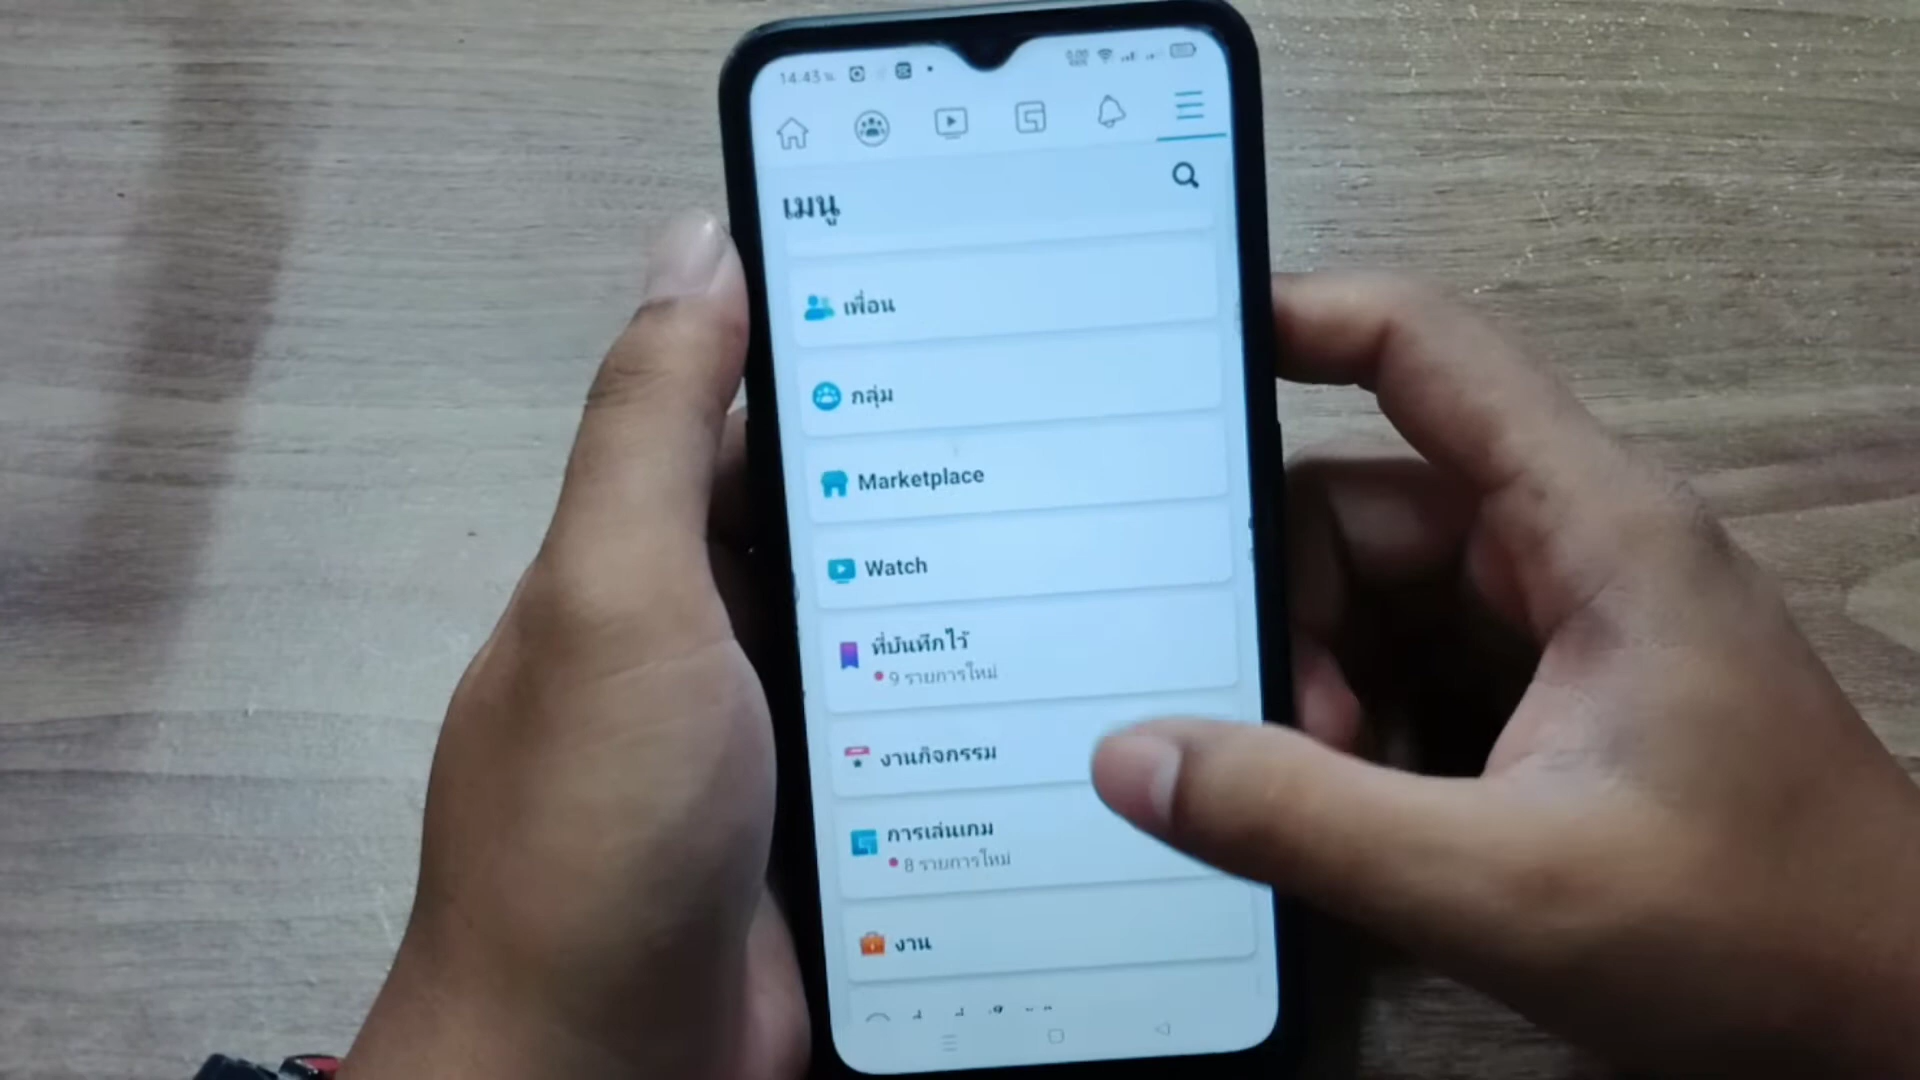 14.43 น.
เมนู
เพื่อน
กลุ่ม
Marketplace
Watch
ที่บันทึกไว้
9 รายการใหม่
งานกิจกรรม
การเล่นเกม
8 รายการใหม่
งาน